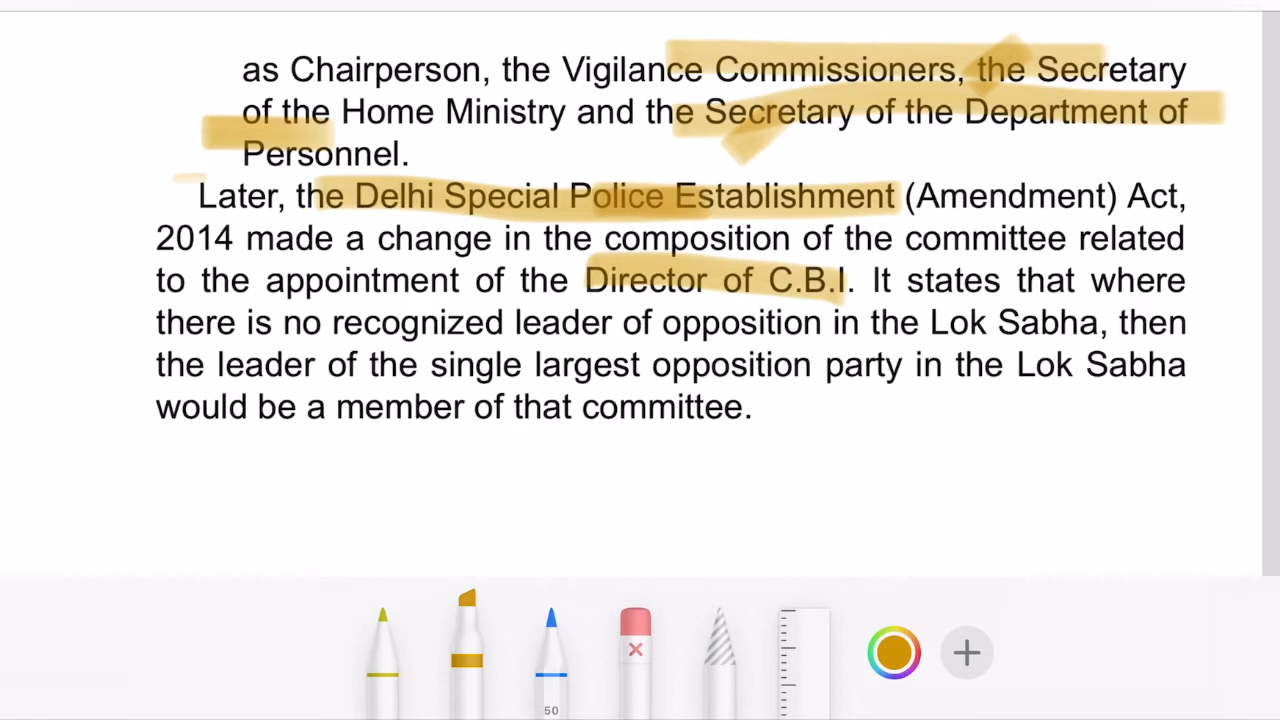 as Chairperson, the Vigilance Commissioners, the Secretary
of the Home Ministry and the Secretary of the Department of
Personnel.
Later, the Delhi Special Police Establishment (Amendment) Act,
2014 made a change in the composition of the committee related
to the appointment of the Director of C.B.I. It states that where
there is no recognized leader of opposition in the Lok Sabha, then
the leader of the single largest opposition party in the Lok Sabha
would be a member of that committee.
50